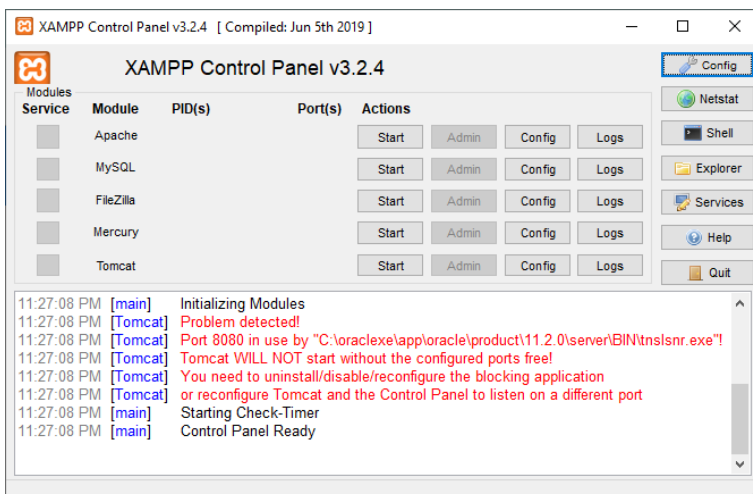 XAMPP Control Panel v3.2.4 [ Compiled: Jun 5th 2019 ]
XAMPP Control Panel v3.2.4
Config
Modules
Service Module PID(s) Port(s) Actions
Netstat
Apache Start Admin Config Logs
Shell
MySQL Start Admin Config Logs
Explorer
FileZilla Start Admin Config Logs
Services
Mercury Start Admin Config Logs
Help
Tomcat Start Admin Config Logs
Quit
11:27:08 PM [main] Initializing Modules
11:27:08 PM [Tomcat] Problem detected!
11:27:08 PM [Tomcat] Port 8080 in use by "C:\oraclexe\app\oracle\product\11.2.0\server\BIN\tnslsnr.exe"!
11:27:08 PM [Tomcat] Tomcat WILL NOT start without the configured ports free!
11:27:08 PM [Tomcat] You need to uninstall/disable/reconfigure the blocking application
11:27:08 PM [Tomcat] or reconfigure Tomcat and the Control Panel to listen on a different port
11:27:08 PM [main] Starting Check-Timer
11:27:08 PM [main] Control Panel Ready